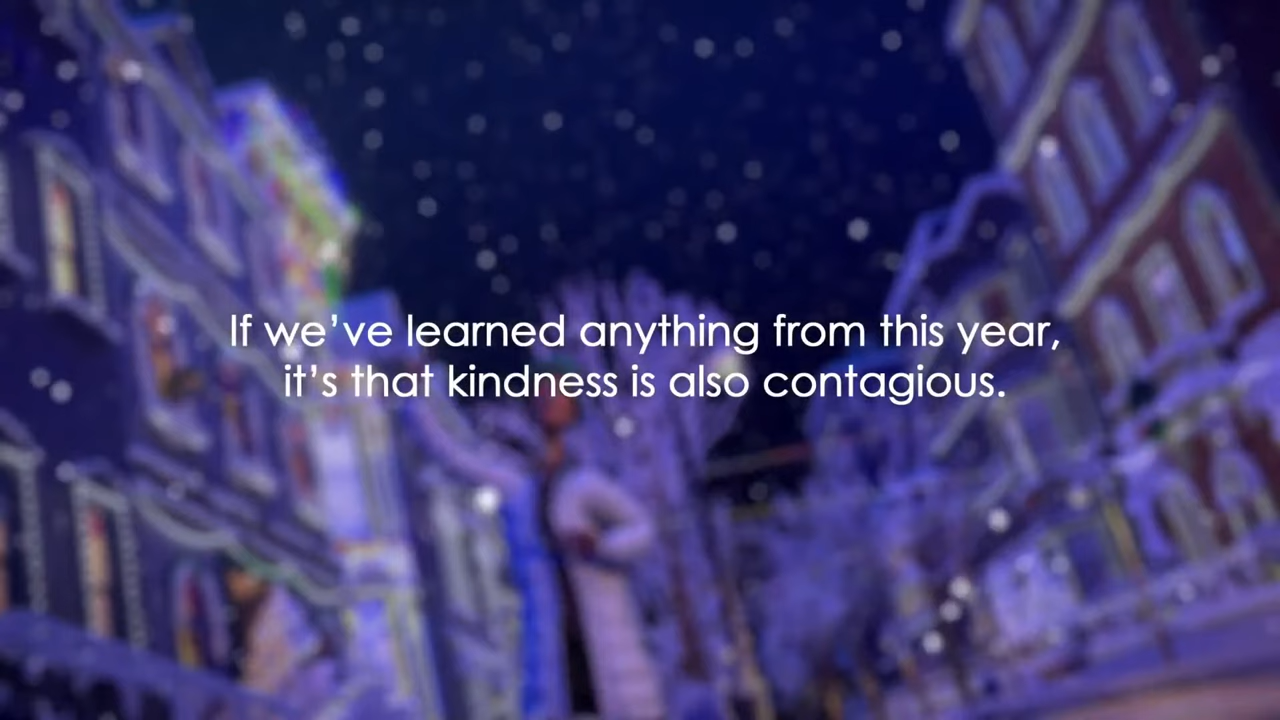 If we’ve learned anything from this year,
it’s that kindness is also contagious.